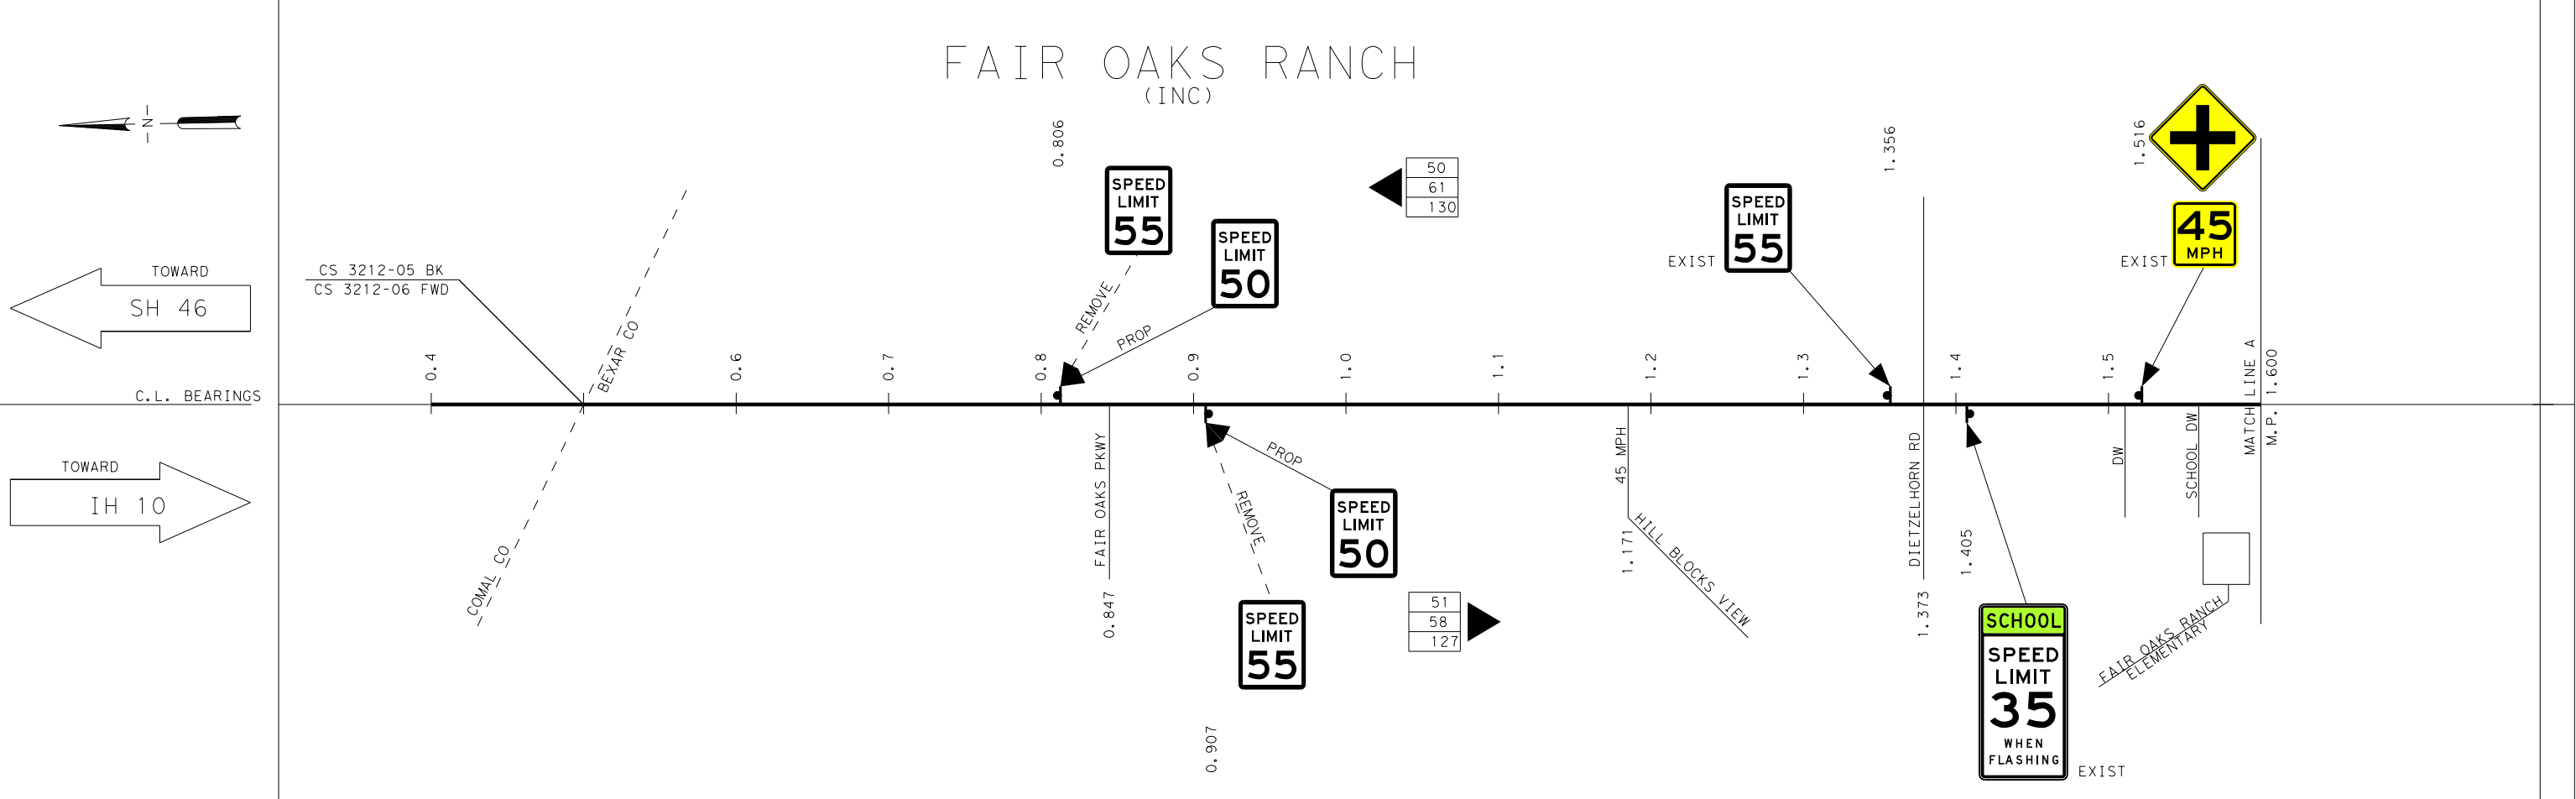 FAIR OAKS RANCH
(INC)
-N-
TOWARD
SH 46
C.L. BEARINGS
TOWARD
IH 10
CS 3212-05 BK
CS 3212-06 FWD
BEXAR CO
COMAL CO
0.806
SPEED
LIMIT
55
REMOVE
SPEED
LIMIT
50
PROP
50
61
130
1.356
SPEED
LIMIT
55
EXIST
1.516
45
MPH
EXIST
0.4
0.6
0.7
0.8
0.9
1.0
1.1
1.2
1.3
1.4
1.5
MATCH LINE A
M.P. 1.600
FAIR OAKS PKWY
0.847
PROP
SPEED
LIMIT
50
REMOVE
SPEED
LIMIT
55
0.907
51
58
127
45 MPH
1.171
HILL BLOCKS VIEW
DIETZELHORN RD
1.373
1.405
SCHOOL
SPEED
LIMIT
35
WHEN
FLASHING
EXIST
DW
SCHOOL DW
FAIR OAKS RANCH
ELEMENTARY